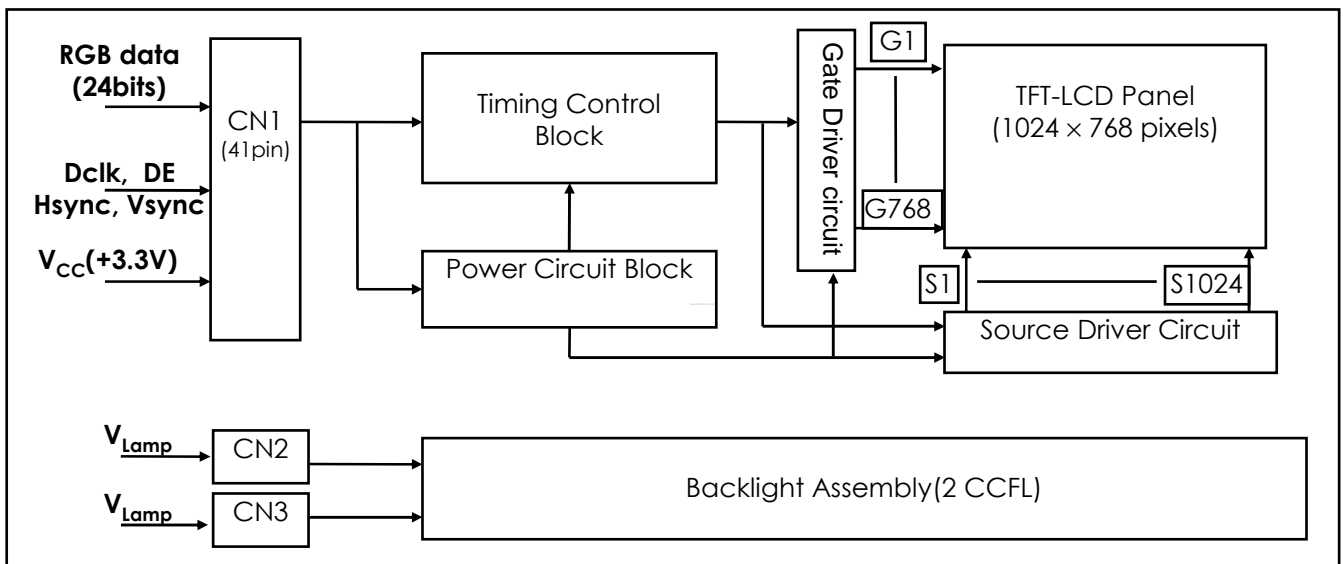 RGB data
(24bits)
Dclk, DE
Hsync, Vsync
VCC(+3.3V)
CN1
(41pin)
Timing Control
Block
Power Circuit Block
Gate Driver circuit
G1
G768
TFT-LCD Panel
(1024 × 768 pixels)
S1
S1024
Source Driver Circuit
VLamp
CN2
VLamp
CN3
Backlight Assembly(2 CCFL)